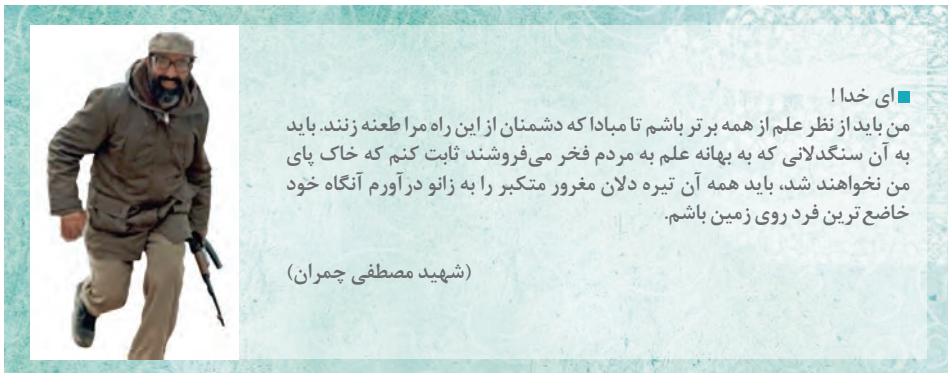 ای خدا !
من باید از نظر علم از همه برتر باشم تا مبادا که دشمنان از این راه مرا طعنه زنند. باید
به آن سنگدلانی که به بهانه علم به مردم فخر می‌فروشند ثابت کنم که خاک پای
من نخواهند شد، باید همه آن تیره دلان مغرور متکبر را به زانو درآورم آنگاه خود
خاضع‌ترین فرد روی زمین باشم.
(شهید مصطفی چمران)